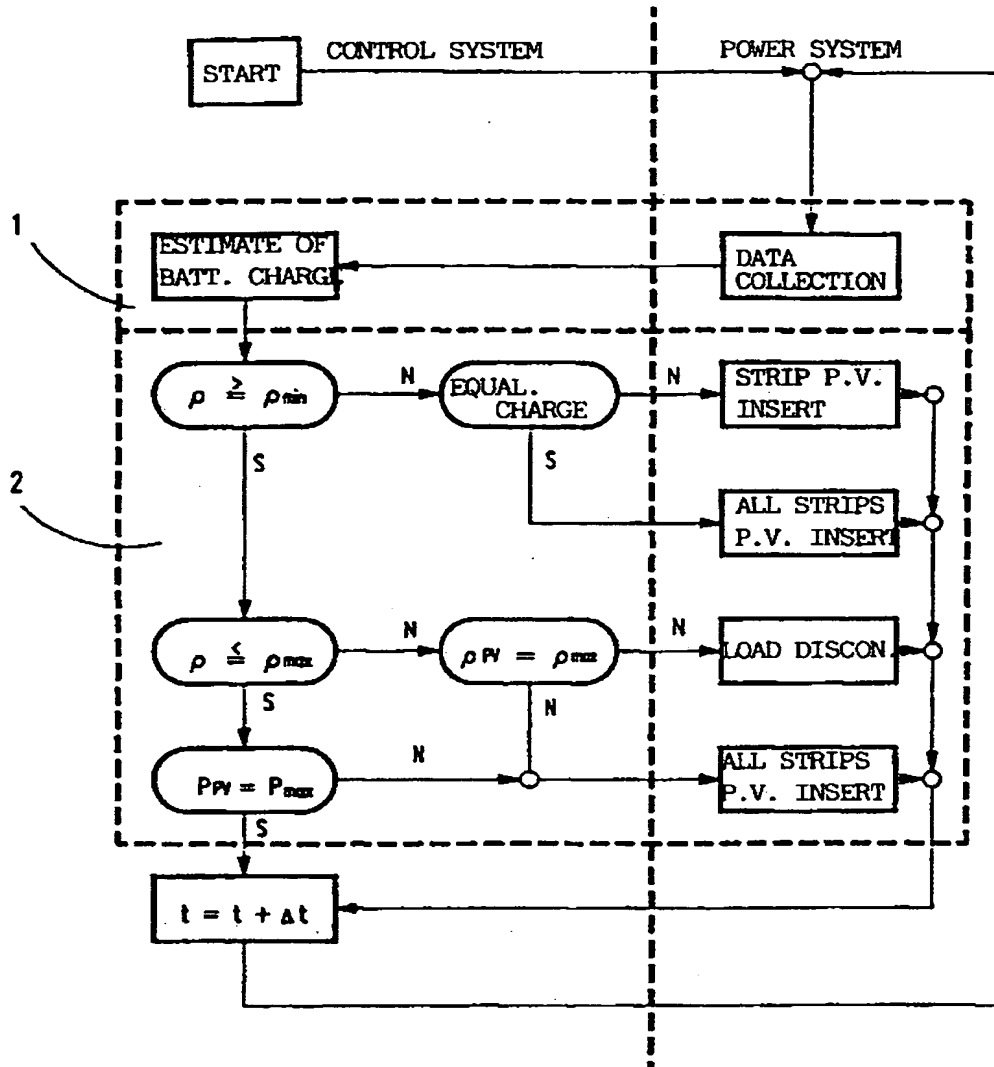 CONTROL SYSTEM
POWER SYSTEM
START
1
ESTIMATE OF
BATT. CHARGE
DATA
COLLECTION
ρ ≧ ρmin
N
EQUAL.
CHARGE
N
STRIP P.V.
INSERT
S
S
2
ALL STRIPS
P.V. INSERT
ρ ≦ ρmax
N
ρPV = ρmax
N
LOAD DISCON.
S
N
PPV = Pmax
N
ALL STRIPS
P.V. INSERT
S
t = t + Δt